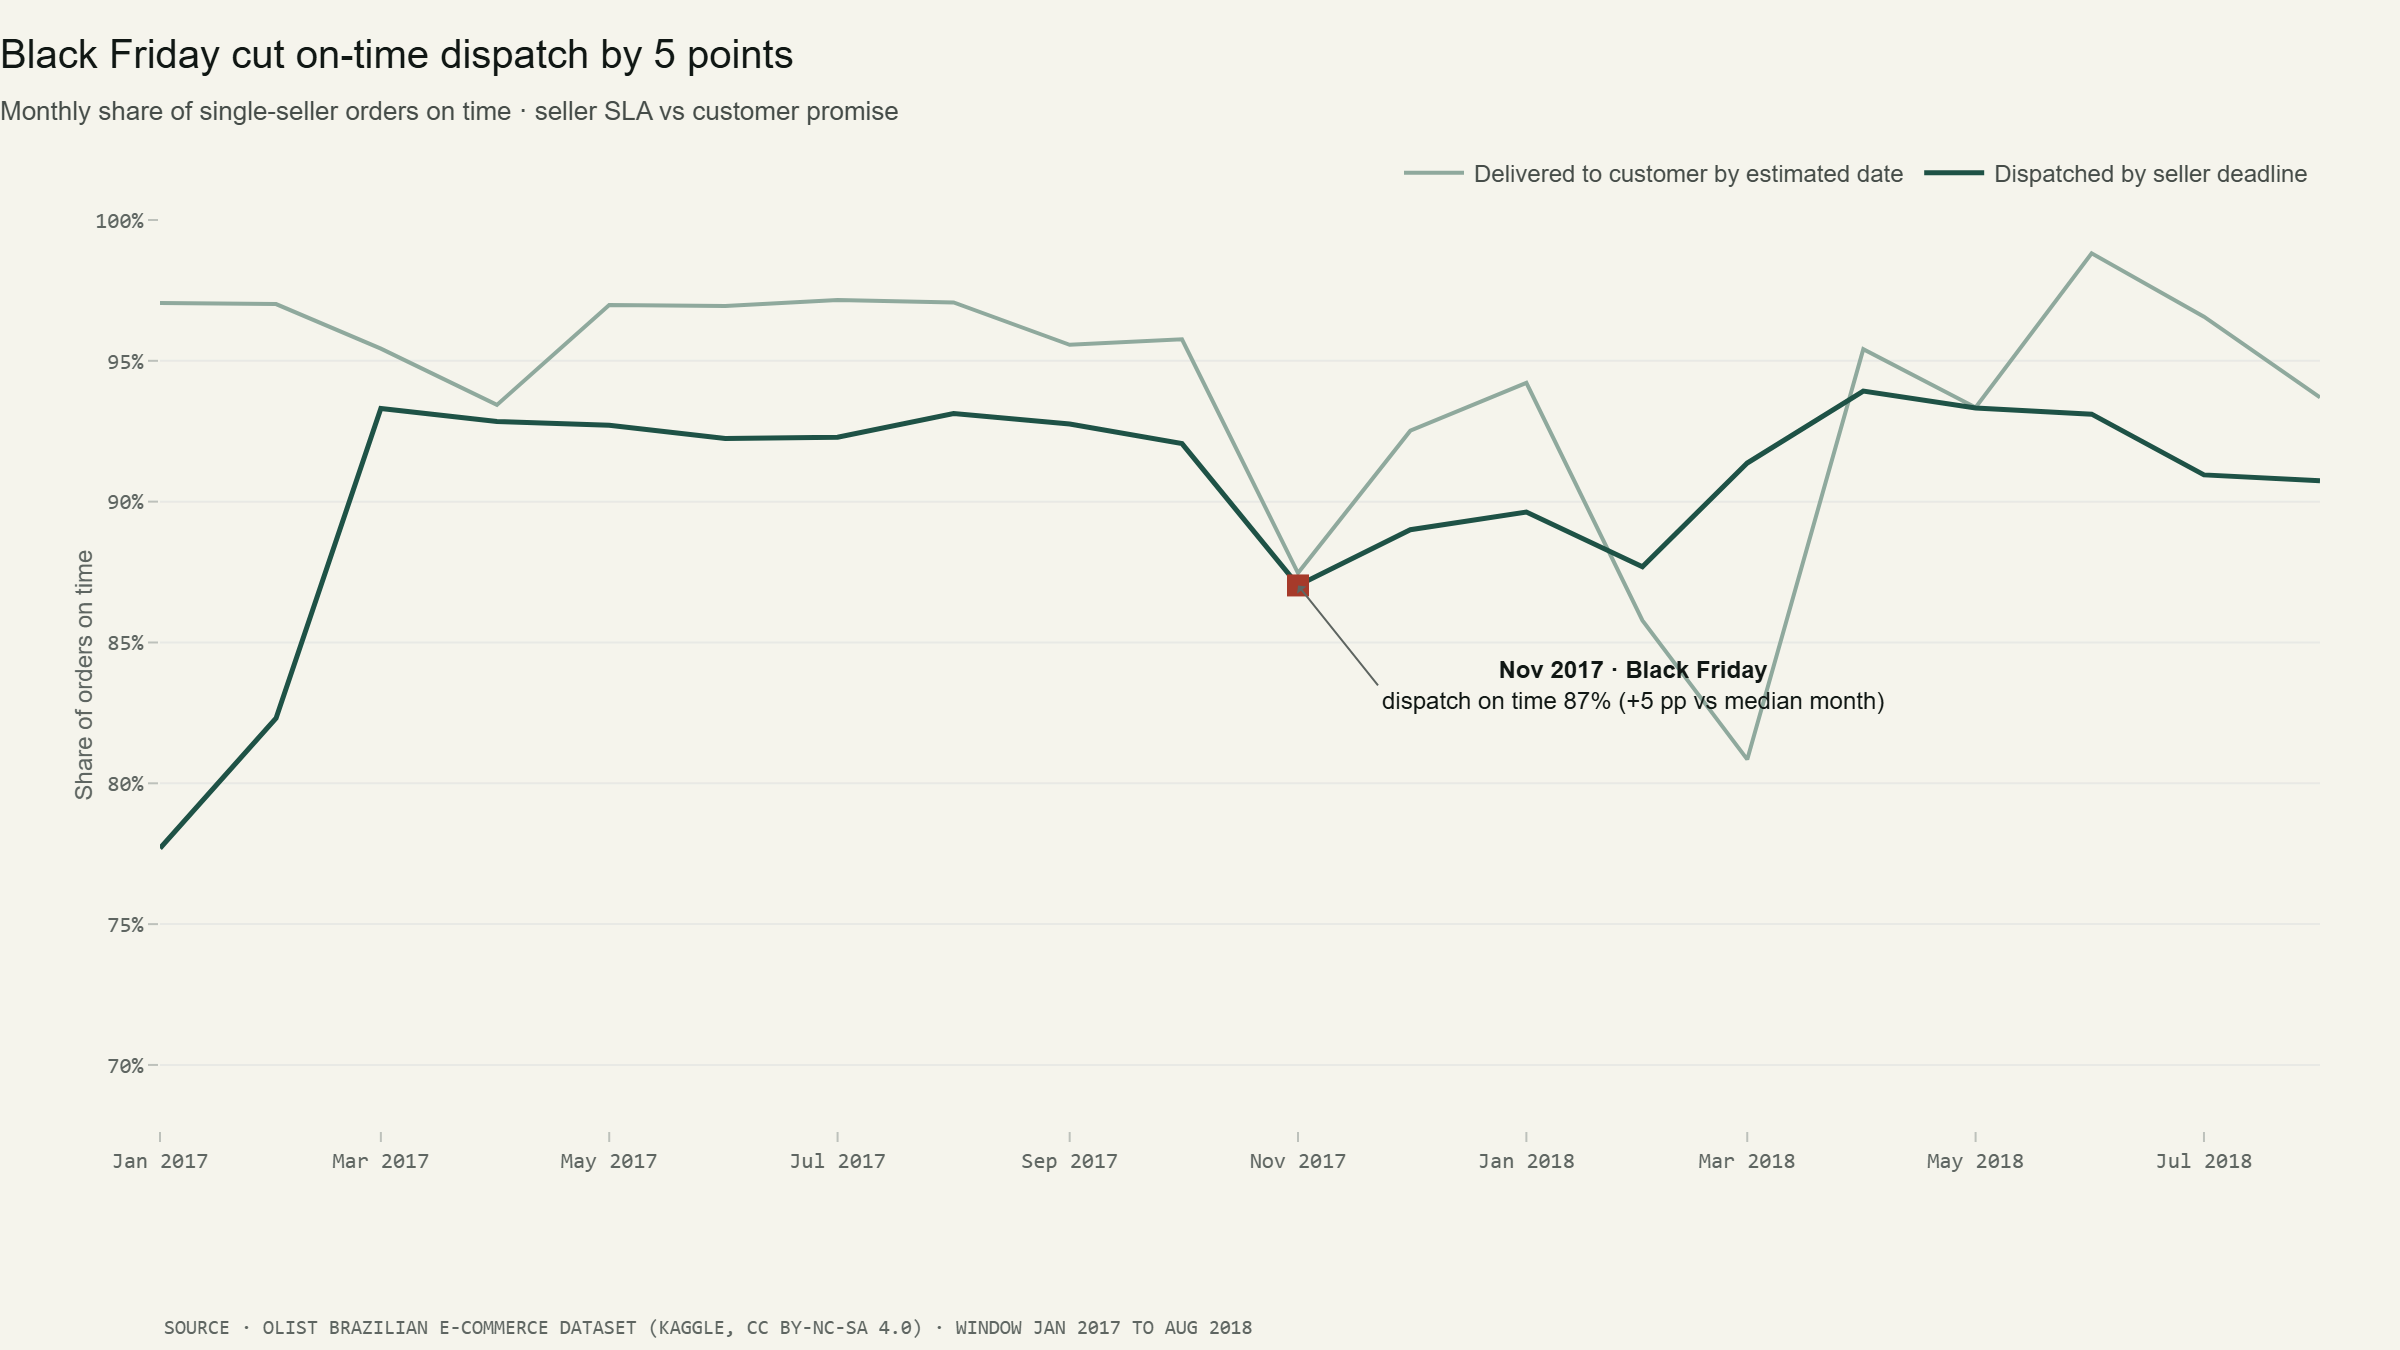 Black Friday cut on-time dispatch by 5 points
Monthly share of single-seller orders on time · seller SLA vs customer promise
Delivered to customer by estimated date
Dispatched by seller deadline
100%
95%
90%
85%
80%
75%
70%
Share of orders on time
Nov 2017 · Black Friday
dispatch on time 87% (+5 pp vs median month)
Jan 2017
Mar 2017
May 2017
Jul 2017
Sep 2017
Nov 2017
Jan 2018
Mar 2018
May 2018
Jul 2018
SOURCE · OLIST BRAZILIAN E-COMMERCE DATASET (KAGGLE, CC BY-NC-SA 4.0) · WINDOW JAN 2017 TO AUG 2018